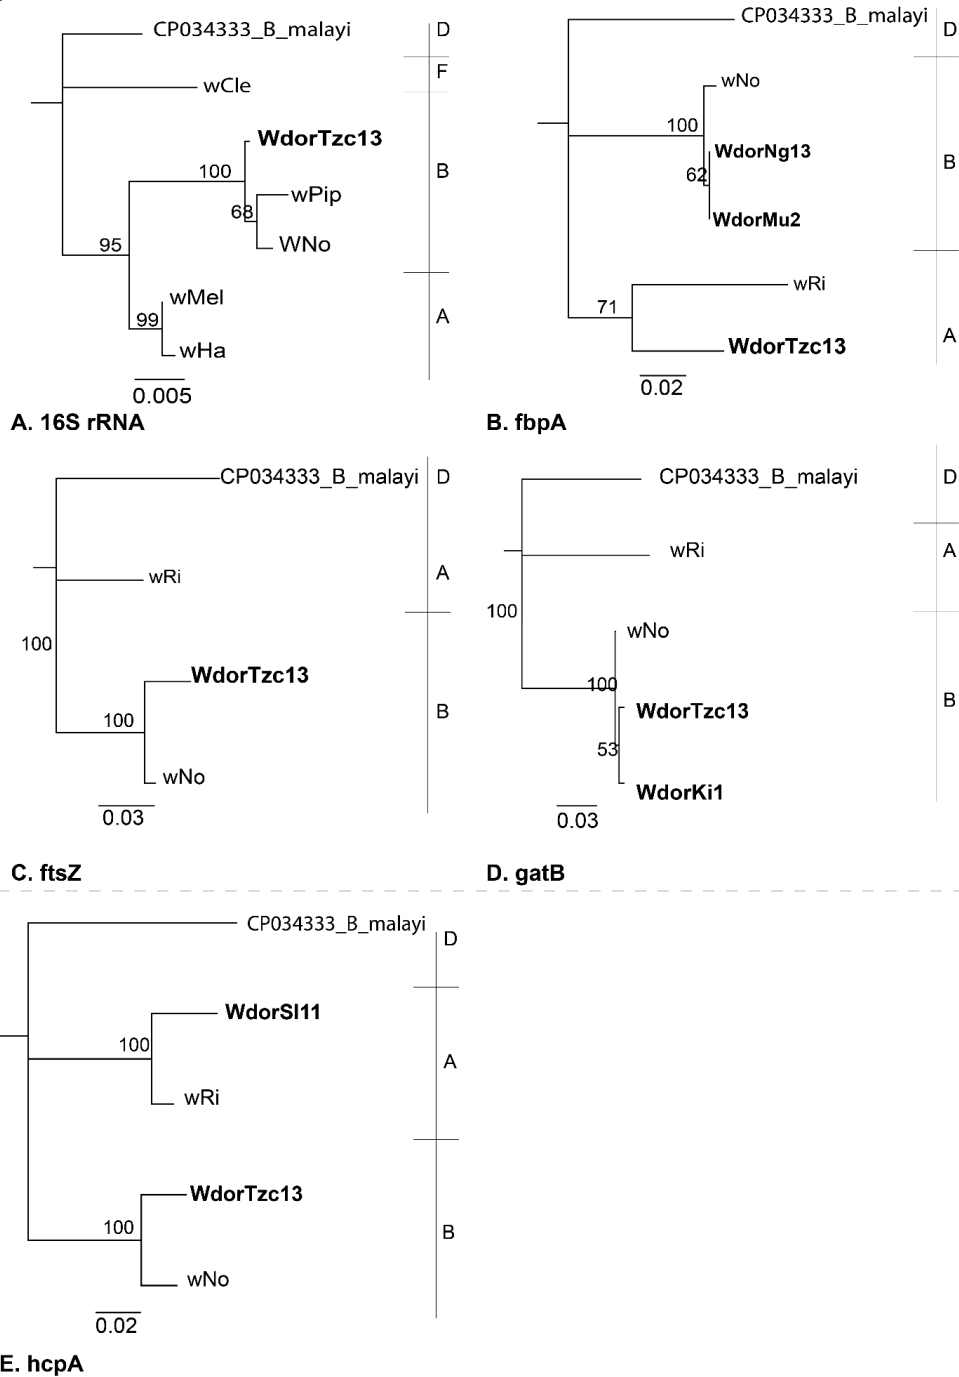 CP034333_B_malayi
D
F
wCle
WdorTzc13
100
B
wPip
68
WNo
95
wMel
99
A
wHa
0.005
A. 16S rRNA
CP034333_B_malayi
D
wNo
100
WdorNg13
B
62
WdorMu2
wRi
71
A
WdorTzc13
0.02
B. fbpA
CP034333_B_malayi
D
wRi
A
100
WdorTzc13
B
100
wNo
0.03
C. ftsZ
CP034333_B_malayi
D
wRi
A
100
wNo
100
B
WdorTzc13
53
WdorKi1
0.03
D. gatB
CP034333_B_malayi
D
WdorSl11
100
A
wRi
WdorTzc13
100
B
wNo
0.02
E. hcpA